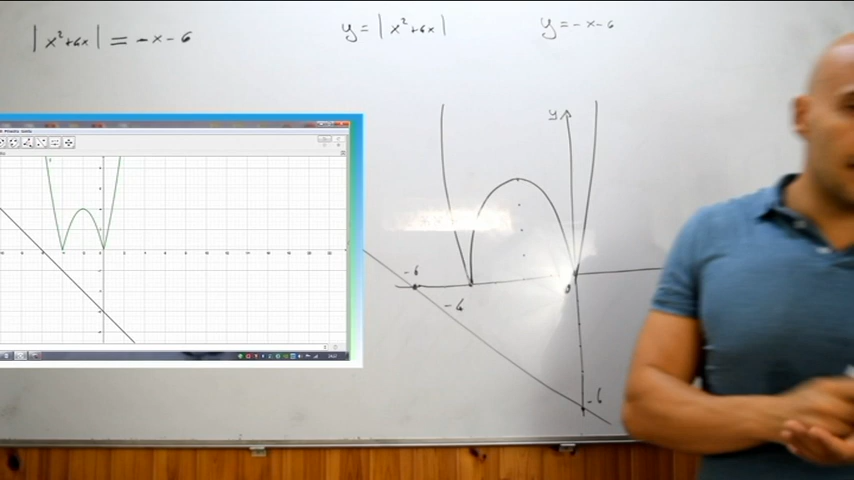 |x²+6x| = -x-6
y=|x²+6x|
y=-x-6
y
-6
-6
0
-6